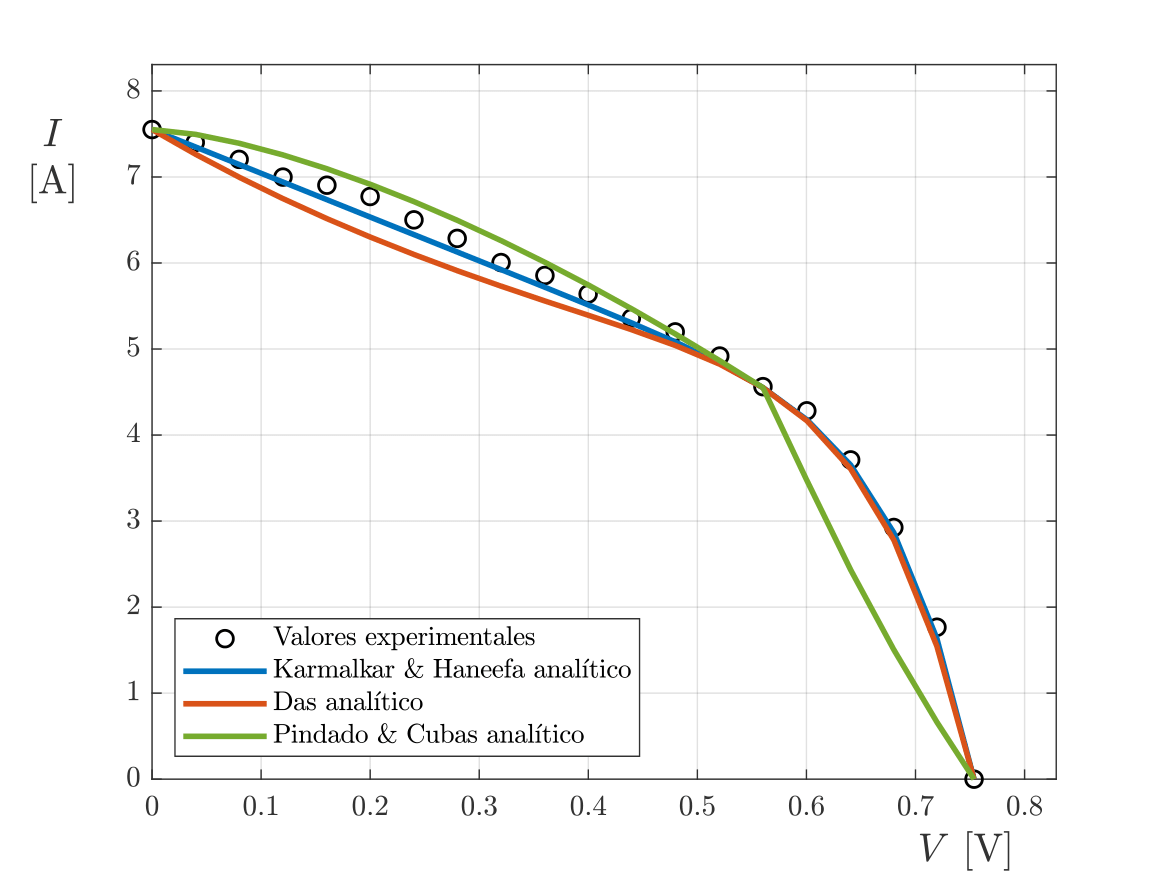 8
7
6
5
4
3
2
1
0
I
[A]
Valores experimentales
Karmalkar & Haneefa analítico
Das analítico
Pindado & Cubas analítico
0 0.1 0.2 0.3 0.4 0.5 0.6 0.7 0.8
V [V]